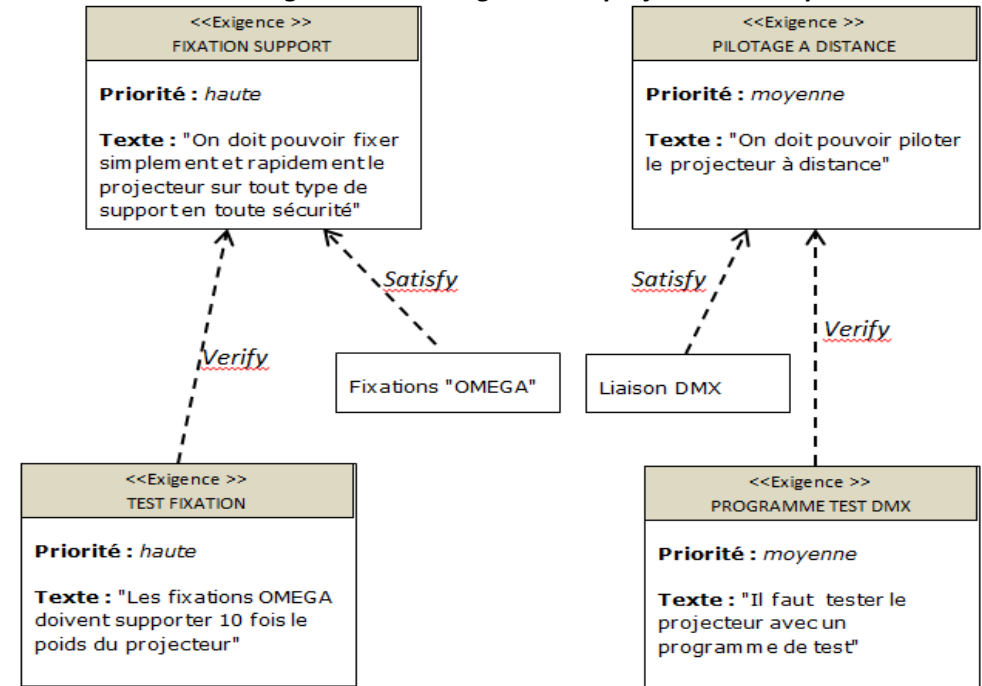 <<Exigence >>
FIXATION SUPPORT
Priorité : haute
Texte : "On doit pouvoir fixer
simplement et rapidement le
projecteur sur tout type de
support en toute sécurité"
<<Exigence >>
PILOTAGE A DISTANCE
Priorité : moyenne
Texte : "On doit pouvoir piloter
le projecteur à distance"
Satisfy
Satisfy
Verify
Verify
Fixations "OMEGA"
Liaison DMX
<<Exigence >>
TEST FIXATION
Priorité : haute
Texte : "Les fixations OMEGA
doivent supporter 10 fois le
poids du projecteur"
<<Exigence >>
PROGRAMME TEST DMX
Priorité : moyenne
Texte : "Il faut tester le
projecteur avec un
programme de test"